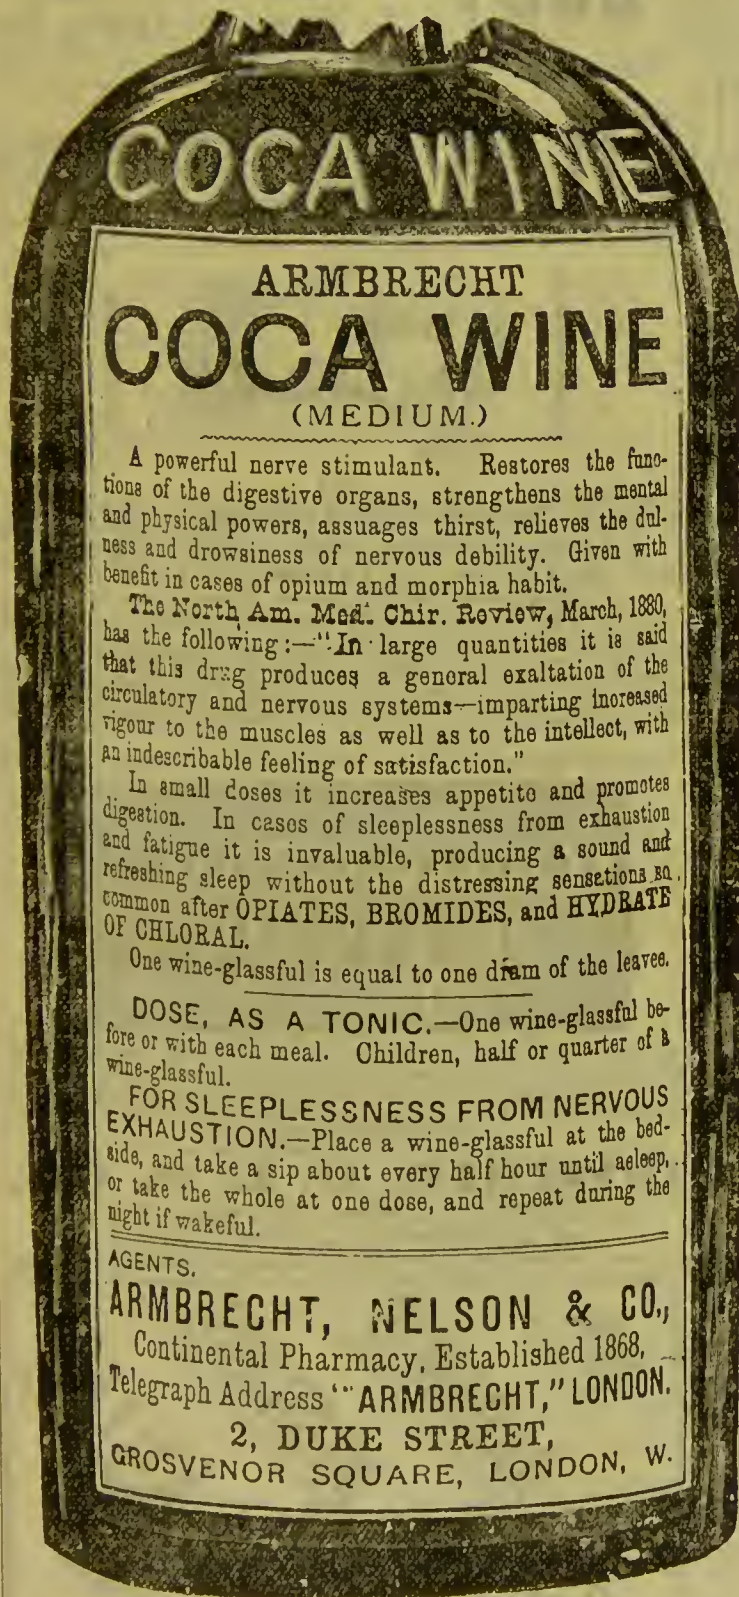 COCA WINE
ARMBRECHT
COCA WINE
(MEDIUM.)
A powerful nerve stimulant. Restores the func-
tions of the digestive organs, strengthens the mental
and physical powers, assuages thirst, relieves the dul-
ness and drowsiness of nervous debility. Given with
benefit in cases of opium and morphia habit.
The North Am. Med. Chir. Review, March, 1880,
has the following:—"In large quantities it is said
that this drug produces a general exaltation of the
circulatory and nervous systems—imparting increased
vigour to the muscles as well as to the intellect, with
an indescribable feeling of satisfaction."
In small doses it increases appetite and promotes
digestion. In cases of sleeplessness from exhaustion
and fatigue it is invaluable, producing a sound and
refreshing sleep without the distressing sensations so
common after OPIATES, BROMIDES, and HYDRATE
OF CHLORAL.
One wine-glassful is equal to one dram of the leaves.
DOSE, AS A TONIC.—One wine-glassful be-
fore or with each meal. Children, half or quarter of a
wine-glassful.
FOR SLEEPLESSNESS FROM NERVOUS
EXHAUSTION.—Place a wine-glassful at the bed-
side, and take a sip about every half hour until asleep,
or take the whole at one dose, and repeat during the
night if wakeful.
AGENTS.
ARMBRECHT, NELSON & CO.,
Continental Pharmacy, Established 1868,
Telegraph Address "ARMBRECHT," LONDON.
2, DUKE STREET,
GROSVENOR SQUARE, LONDON, W.